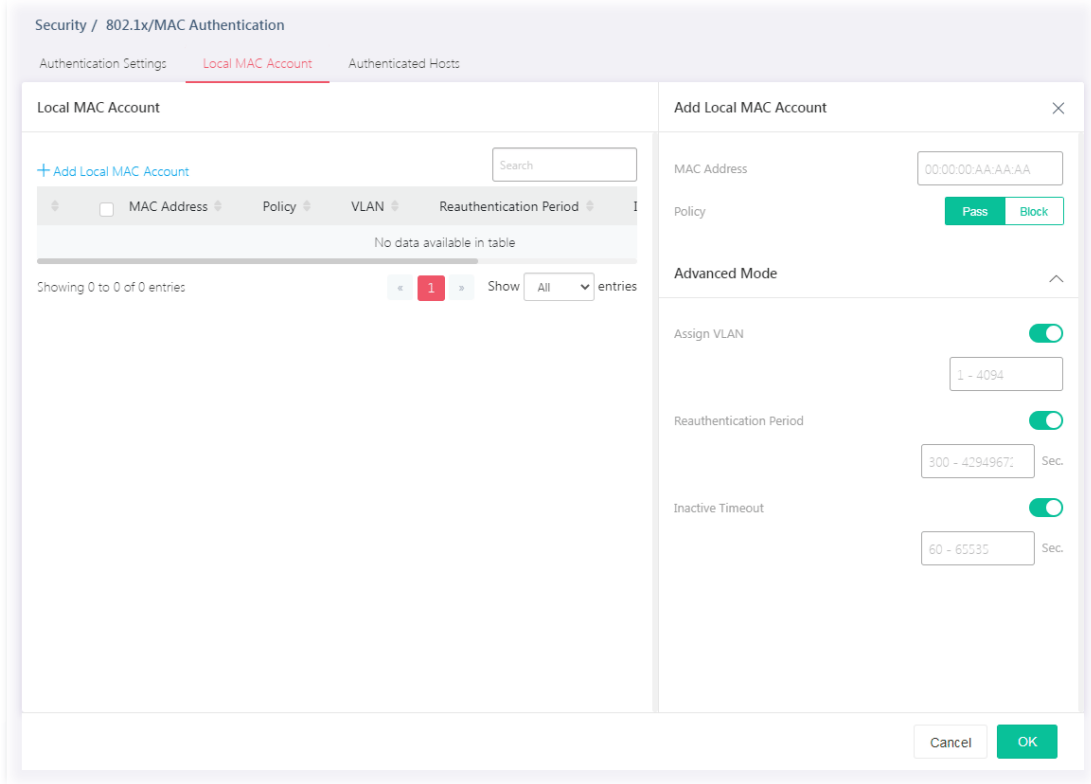 Security / 802.1x/MAC Authentication
Authentication Settings Local MAC Account Authenticated Hosts
Local MAC Account
+ Add Local MAC Account
Search
MAC Address Policy VLAN Reauthentication Period I
No data available in table
Showing 0 to 0 of 0 entries
« 1 » Show All entries
Add Local MAC Account
MAC Address 00:00:00:AA:AA:AA
Policy Pass Block
Advanced Mode
Assign VLAN
1 - 4094
Reauthentication Period
300 - 4294967 Sec.
Inactive Timeout
60 - 65535 Sec.
Cancel OK